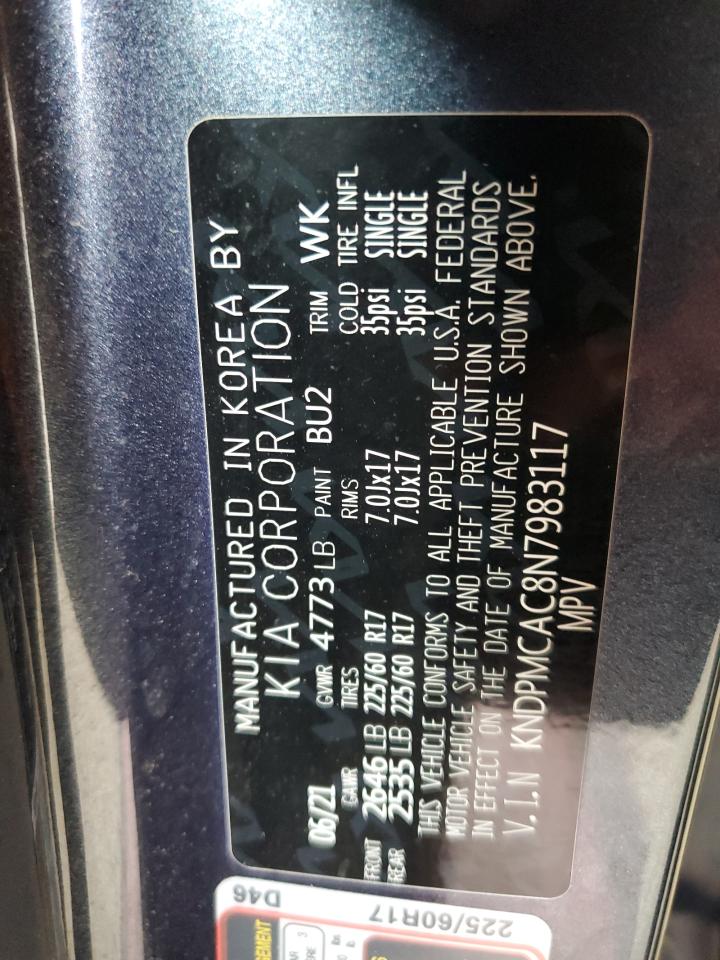 MANUFACTURED IN KOREA BY
KIA CORPORATION
06/21 GVWR 4773 LB PAINT BU2 TRIM WK
GAWR TIRES RIMS COLD TIRE INFL
FRONT 2646 LB 225/60 R17 7.0Jx17 35psi SINGLE
REAR 2535 LB 225/60 R17 7.0Jx17 35psi SINGLE
THIS VEHICLE CONFORMS TO ALL APPLICABLE U.S.A. FEDERAL
MOTOR VEHICLE SAFETY AND THEFT PREVENTION STANDARDS
IN EFFECT ON THE DATE OF MANUFACTURE SHOWN ABOVE.
V.I.N KNDPMCAC8N7983117
MPV
D46
225/60R17